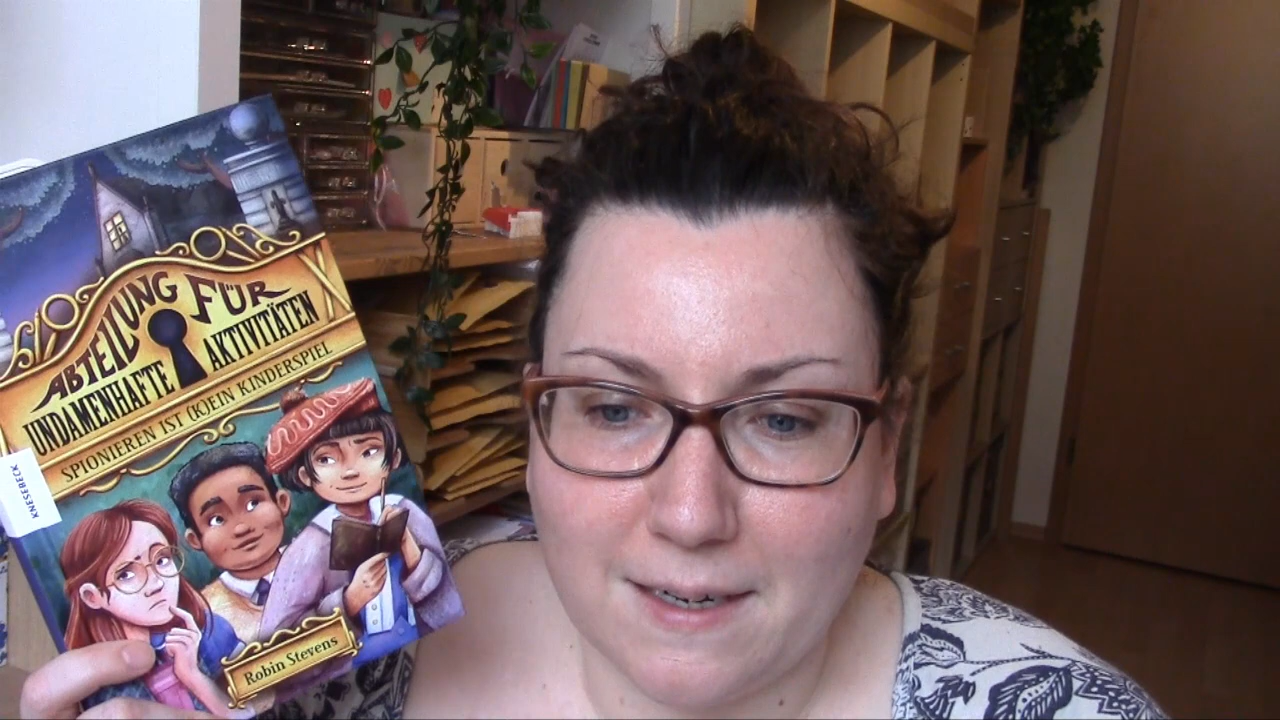 ABTEILUNG FÜR
UNDAMENHAFTE AKTIVITÄTEN
SPIONIEREN IST (K)EIN KINDERSPIEL
KNESEBECK
Robin Stevens